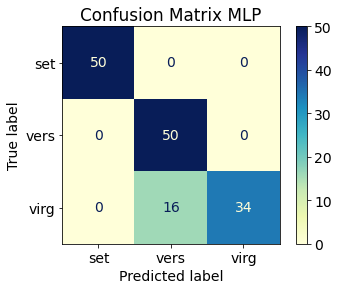 Confusion Matrix MLP
set 50 0 0
vers 0 50 0
virg 0 16 34
set vers virg
Predicted label
True label
50
40
30
20
10
0